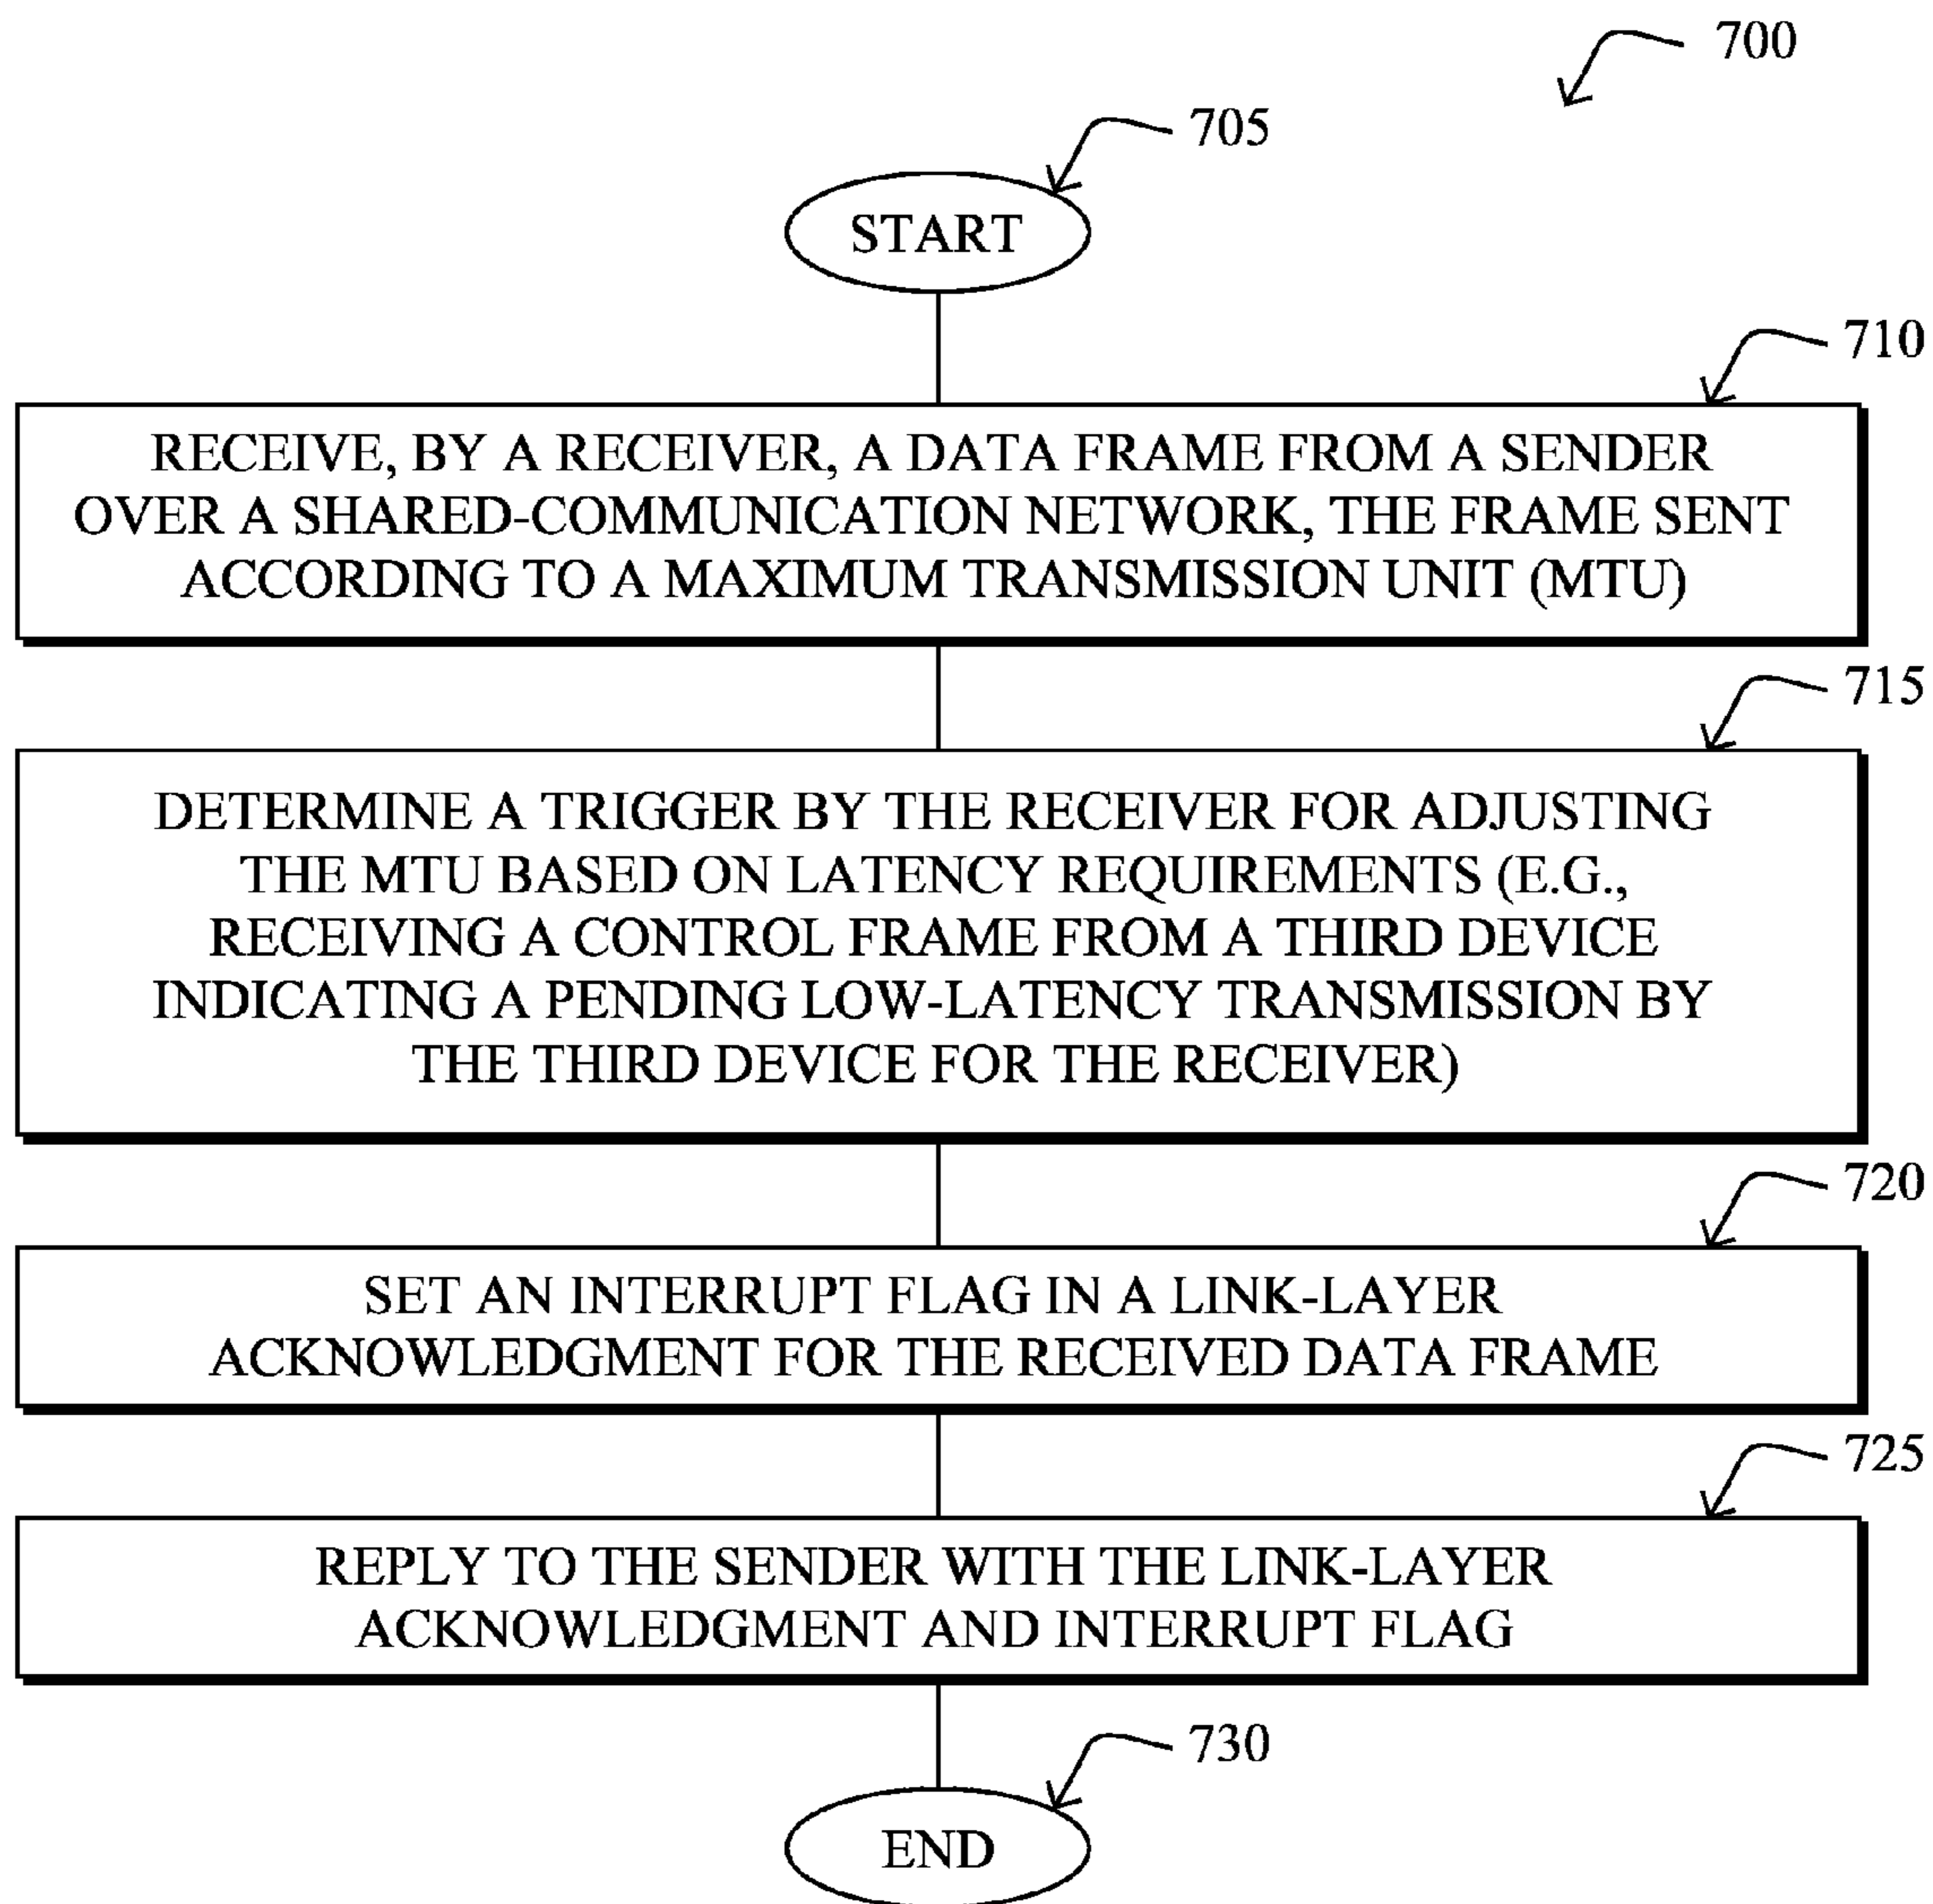 700
705
START
710
RECEIVE, BY A RECEIVER, A DATA FRAME FROM A SENDER
OVER A SHARED-COMMUNICATION NETWORK, THE FRAME SENT
ACCORDING TO A MAXIMUM TRANSMISSION UNIT (MTU)
715
DETERMINE A TRIGGER BY THE RECEIVER FOR ADJUSTING
THE MTU BASED ON LATENCY REQUIREMENTS (E.G.,
RECEIVING A CONTROL FRAME FROM A THIRD DEVICE
INDICATING A PENDING LOW-LATENCY TRANSMISSION BY
THE THIRD DEVICE FOR THE RECEIVER)
720
SET AN INTERRUPT FLAG IN A LINK-LAYER
ACKNOWLEDGMENT FOR THE RECEIVED DATA FRAME
725
REPLY TO THE SENDER WITH THE LINK-LAYER
ACKNOWLEDGMENT AND INTERRUPT FLAG
730
END